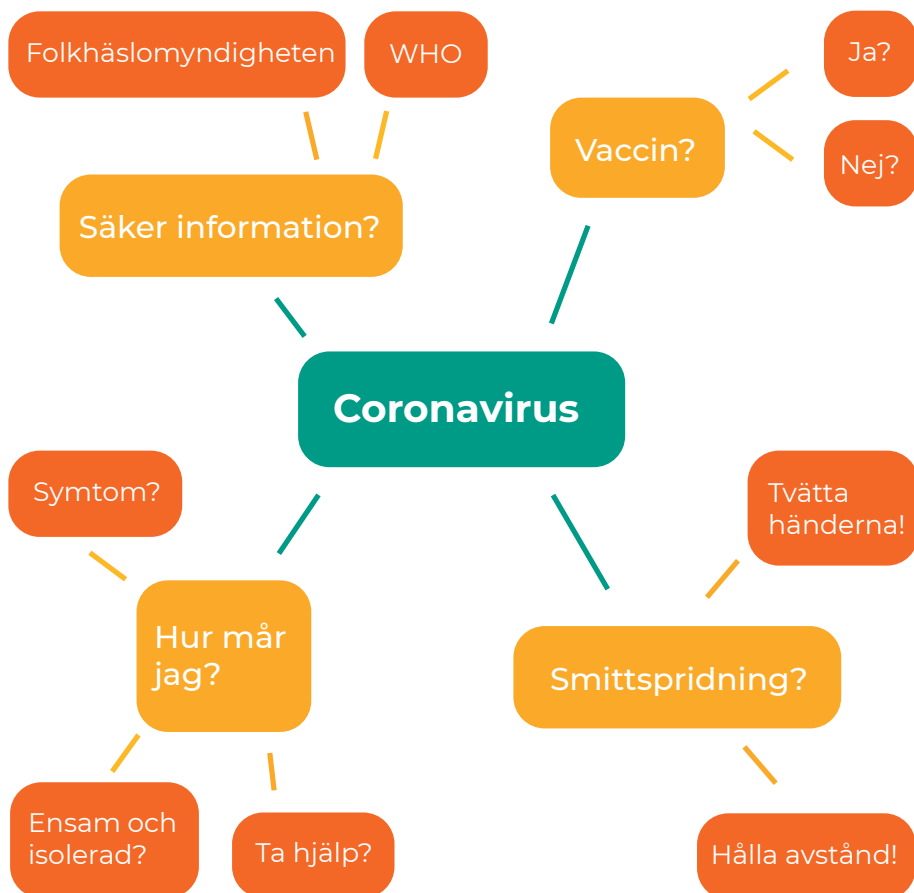 Folkhäslomyndigheten
WHO
Säker information?
Vaccin?
Ja?
Nej?
Coronavirus
Symtom?
Hur mår
jag?
Ensam och
isolerad?
Ta hjälp?
Smittspridning?
Tvätta
händerna!
Hålla avstånd!